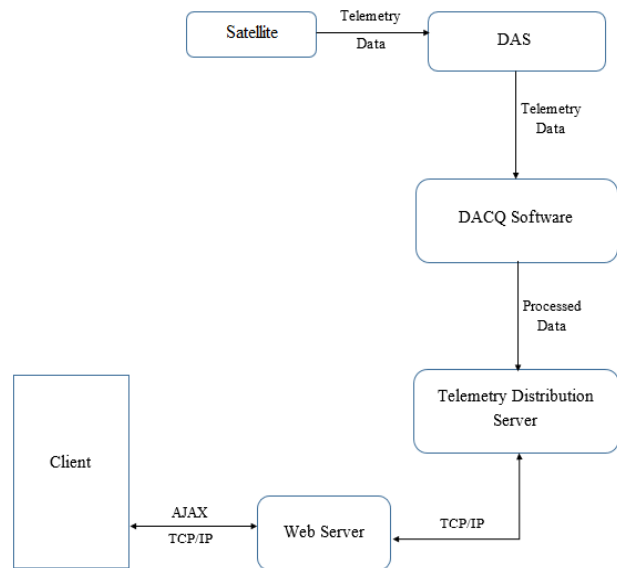 Satellite
Telemetry
Data
DAS
Telemetry
Data
DACQ Software
Processed
Data
Telemetry Distribution
Server
Client
AJAX
TCP/IP
Web Server
TCP/IP